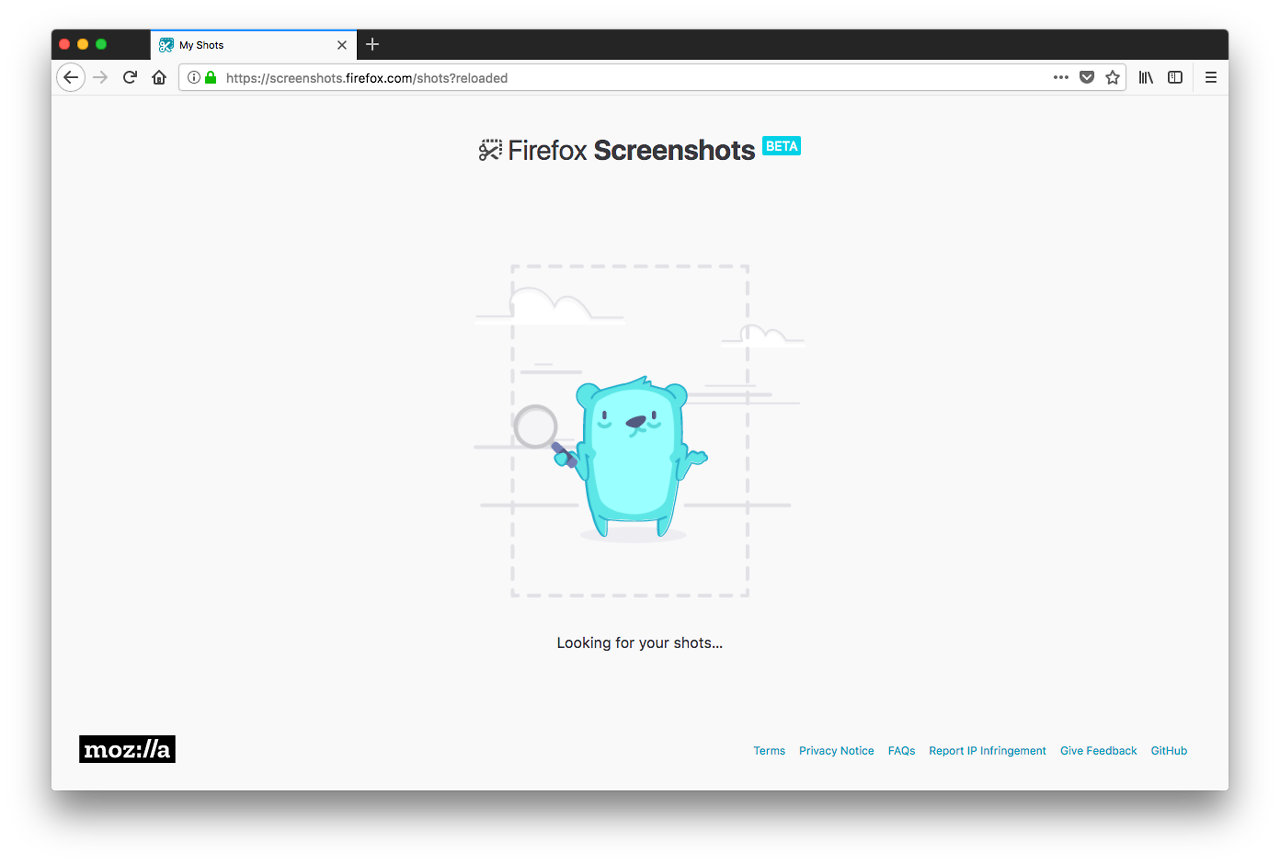 My Shots
https://screenshots.firefox.com/shots?reloaded
Firefox Screenshots BETA
Looking for your shots...
moz://a
Terms Privacy Notice FAQs Report IP Infringement Give Feedback GitHub